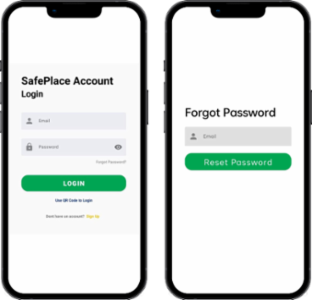 SafePlace Account
Login
Email
Password
Forgot Password?
LOGIN
Use QR Code to Login
Dont have an account? Sign Up
Forgot Password
Email
Reset Password